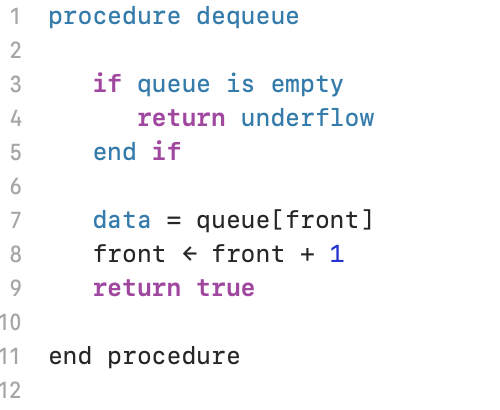 1 procedure dequeue
2
3 if queue is empty
4 return underflow
5 end if
6
7 data = queue[front]
8 front ← front + 1
9 return true
10
11 end procedure
12